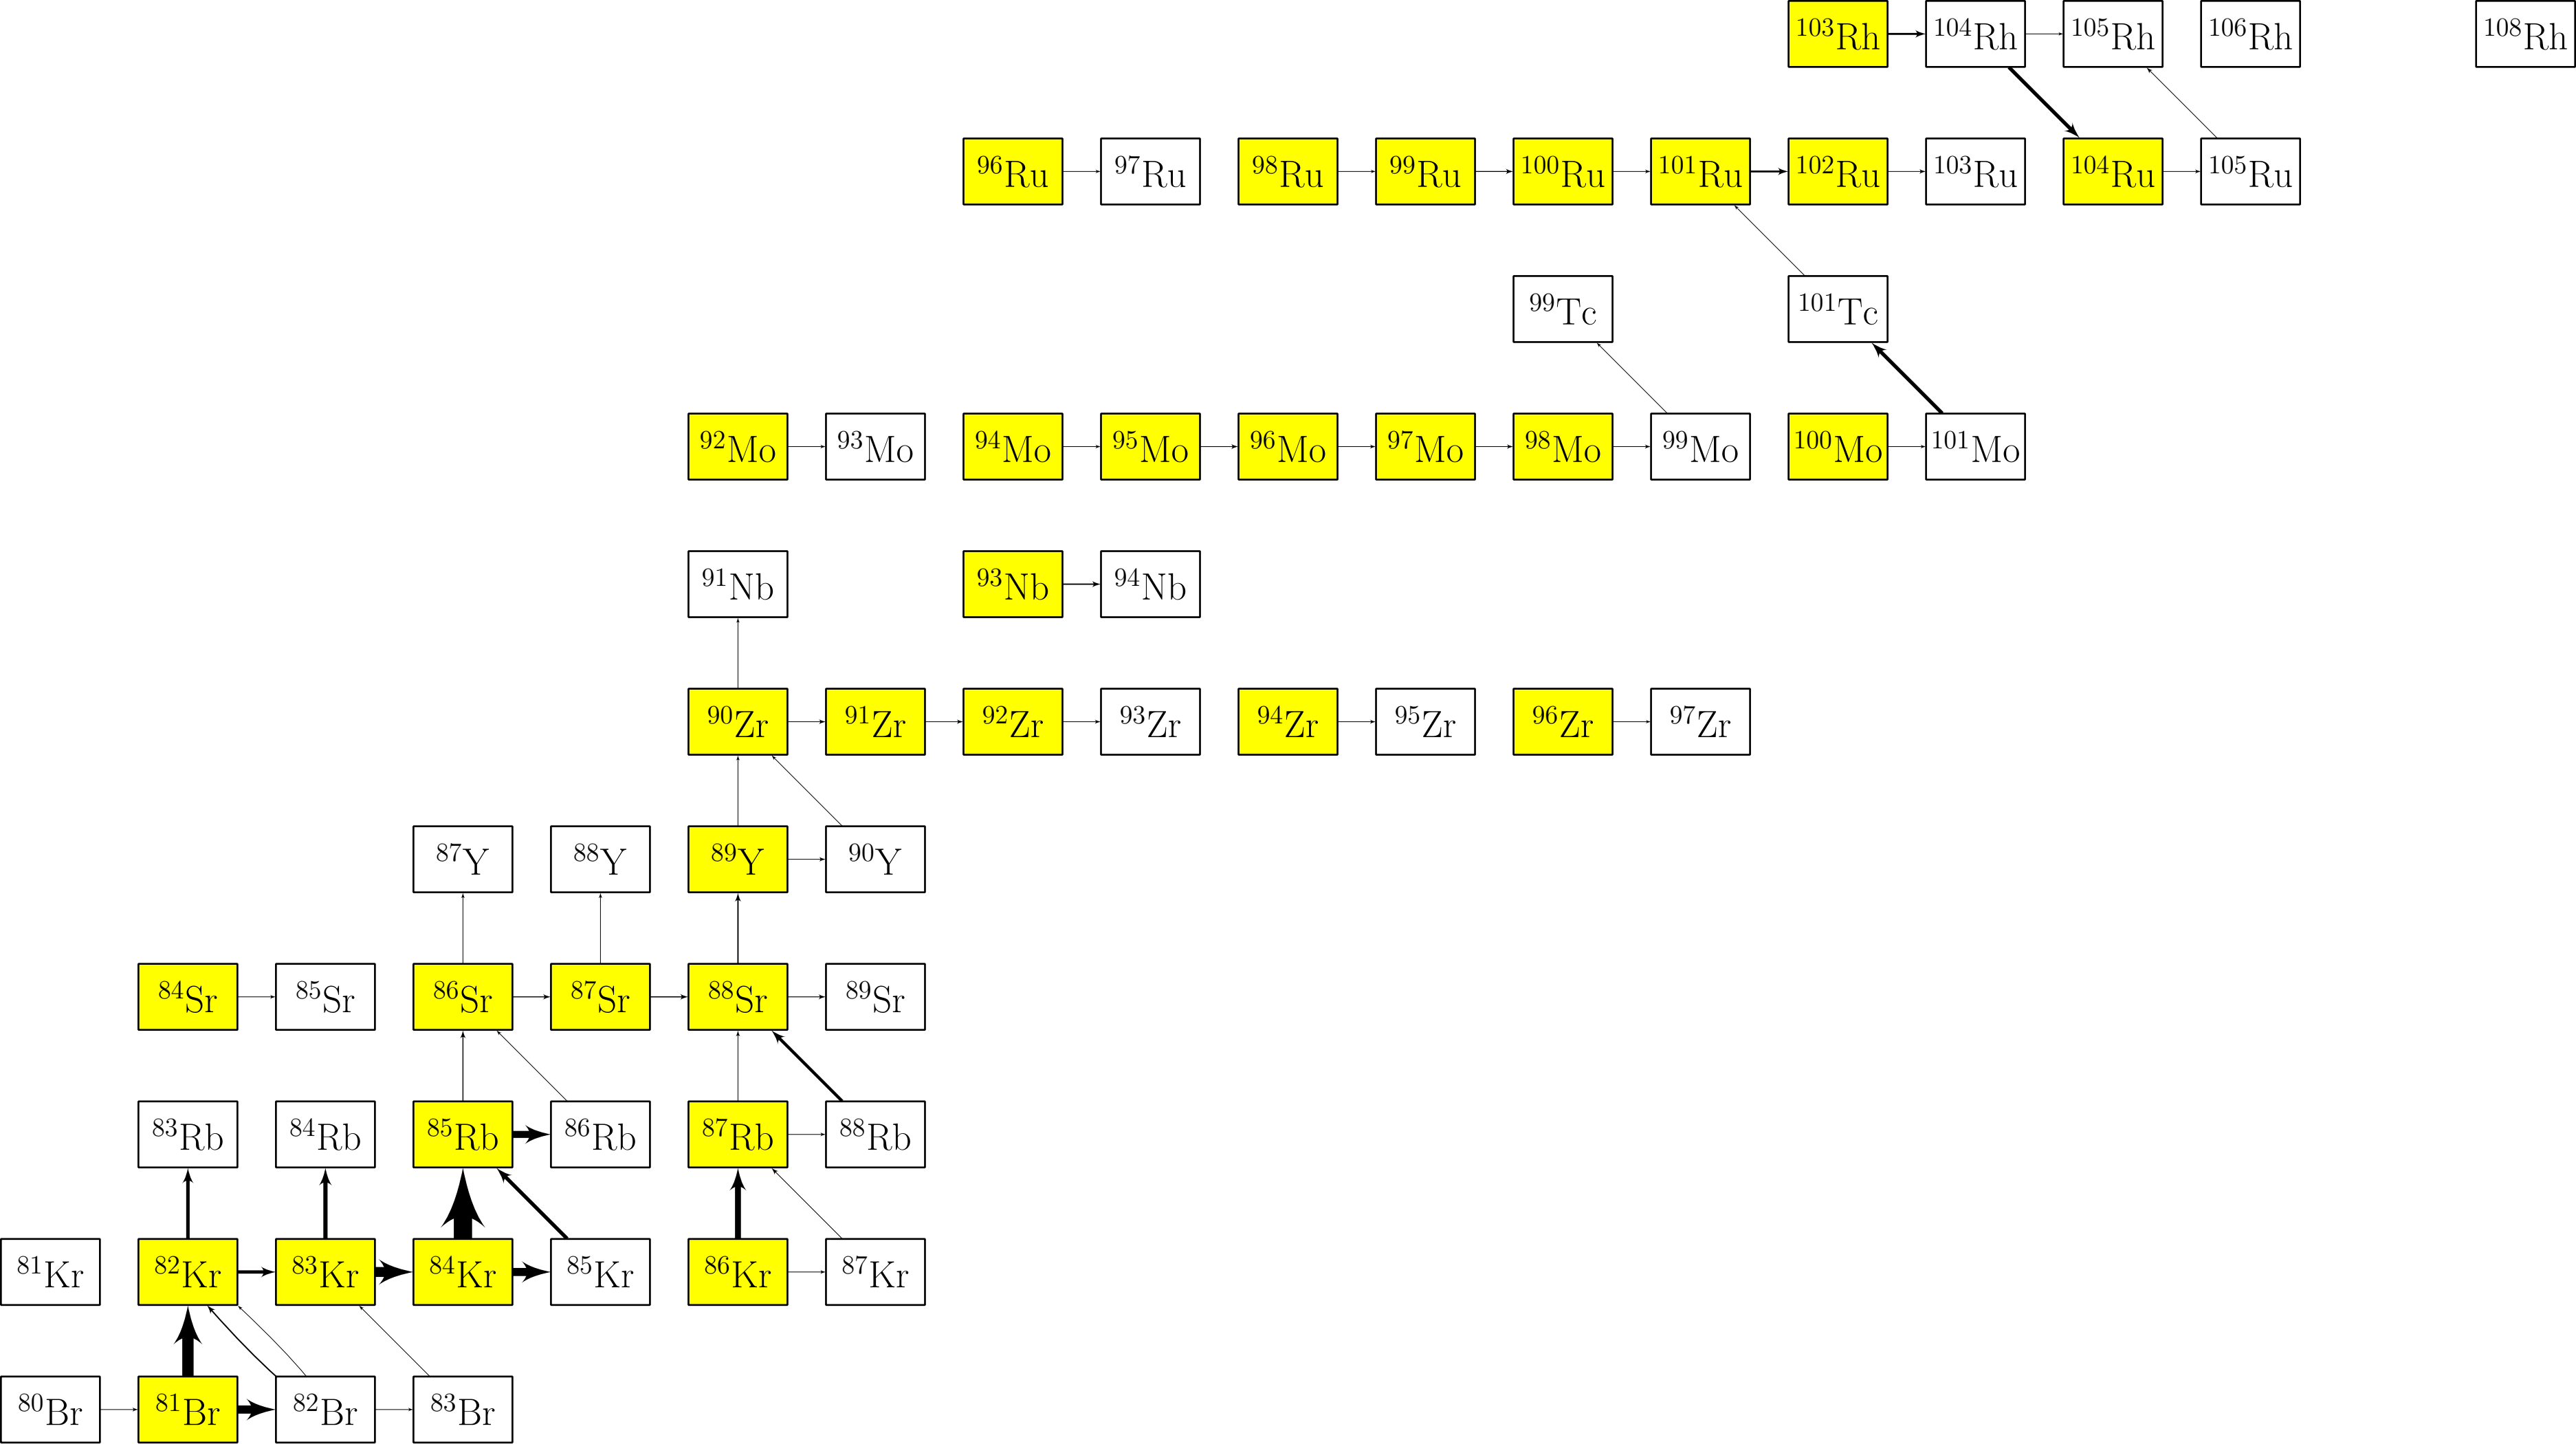 ¹⁰³Rh ¹⁰⁴Rh ¹⁰⁵Rh ¹⁰⁶Rh ¹⁰⁸Rh
⁹⁶Ru ⁹⁷Ru ⁹⁸Ru ⁹⁹Ru ¹⁰⁰Ru ¹⁰¹Ru ¹⁰²Ru ¹⁰³Ru ¹⁰⁴Ru ¹⁰⁵Ru
⁹⁹Tc ¹⁰¹Tc
⁹²Mo ⁹³Mo ⁹⁴Mo ⁹⁵Mo ⁹⁶Mo ⁹⁷Mo ⁹⁸Mo ⁹⁹Mo ¹⁰⁰Mo ¹⁰¹Mo
⁹¹Nb ⁹³Nb ⁹⁴Nb
⁹⁰Zr ⁹¹Zr ⁹²Zr ⁹³Zr ⁹⁴Zr ⁹⁵Zr ⁹⁶Zr ⁹⁷Zr
⁸⁷Y ⁸⁸Y ⁸⁹Y ⁹⁰Y
⁸⁴Sr ⁸⁵Sr ⁸⁶Sr ⁸⁷Sr ⁸⁸Sr ⁸⁹Sr
⁸³Rb ⁸⁴Rb ⁸⁵Rb ⁸⁶Rb ⁸⁷Rb ⁸⁸Rb
⁸¹Kr ⁸²Kr ⁸³Kr ⁸⁴Kr ⁸⁵Kr ⁸⁶Kr ⁸⁷Kr
⁸⁰Br ⁸¹Br ⁸²Br ⁸³Br